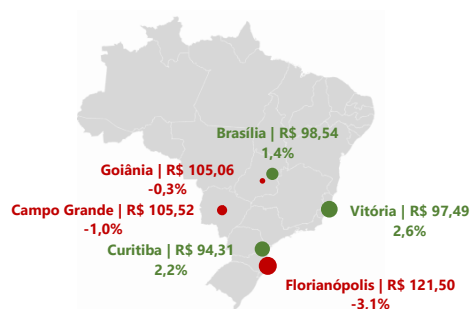 Brasília | R$ 98,54
1,4%
Goiânia | R$ 105,06
-0,3%
Campo Grande | R$ 105,52
-1,0%
Vitória | R$ 97,49
2,6%
Curitiba | R$ 94,31
2,2%
Florianópolis | R$ 121,50
-3,1%